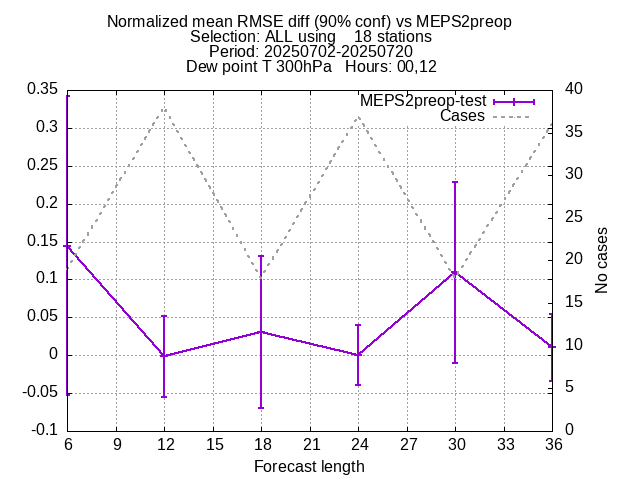 Normalized mean RMSE diff (90% conf) vs MEPS2preop
Selection: ALL using    18 stations
Period: 20250702-20250720
Dew point T 300hPa   Hours: 00,12
MEPS2preop-test
Cases
0.35
0.3
0.25
0.2
0.15
0.1
0.05
0
-0.05
-0.1
40
35
30
25
20
15
10
5
0
No cases
6 9 12 15 18 21 24 27 30 33 36
Forecast length